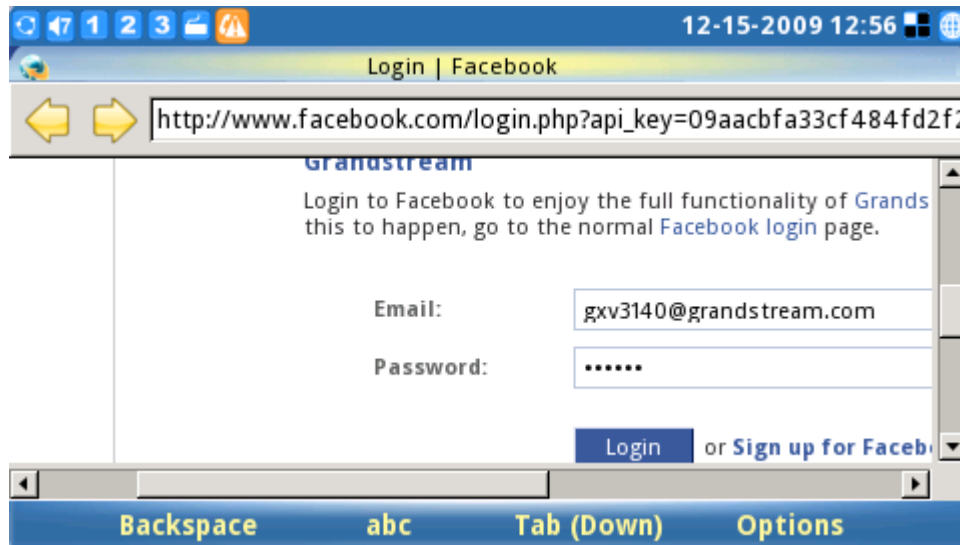 7 1 2 3 12-15-2009 12:56
Login | Facebook
http://www.facebook.com/login.php?api_key=09aacbfa33cf484fd2f2
Grandstream
Login to Facebook to enjoy the full functionality of Grands
this to happen, go to the normal Facebook login page.
Email: gxv3140@grandstream.com
Password: ••••••
Login or Sign up for Faceb
Backspace abc Tab (Down) Options